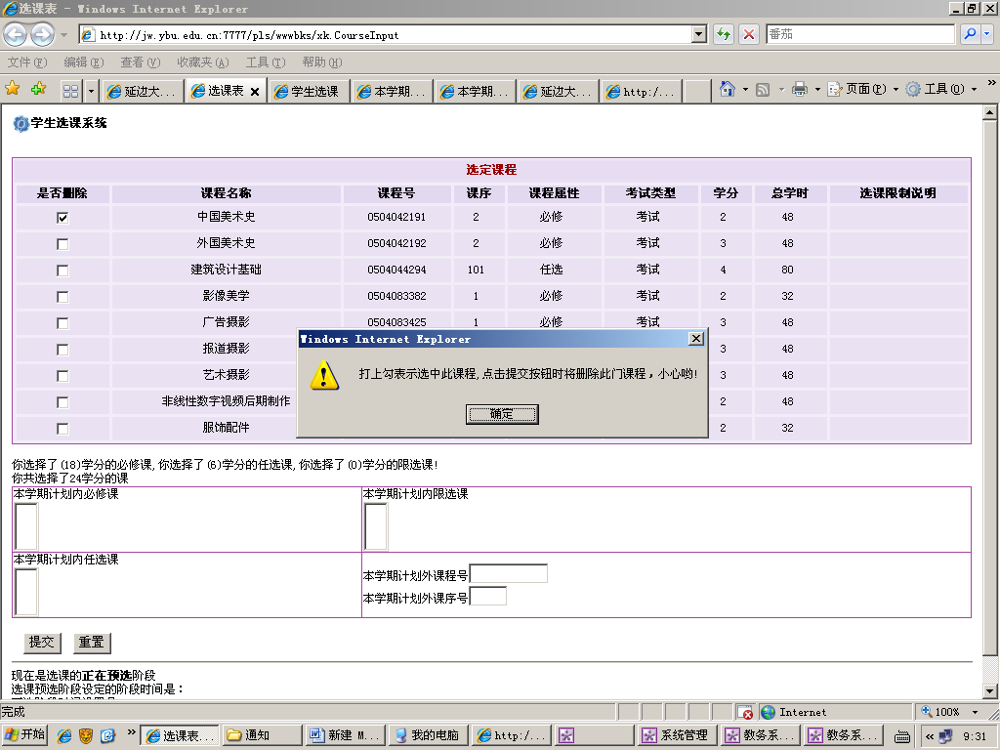 选课表 - Windows Internet Explorer
http://jw.ybu.edu.cn:7777/pls/wwwbks/xk.CourseInput
番茄
文件(F) 编辑(E) 查看(V) 收藏夹(A) 工具(T) 帮助(H)
延边大... 选课表 学生选课 本学期... 本学期... 延边大... http:/... 页面(P) 工具(O)
学生选课系统
选定课程
是否删除 课程名称 课程号 课序 课程属性 考试类型 学分 总学时 选课限制说明
中国美术史 0504042191 2 必修 考试 2 48
外国美术史 0504042192 2 必修 考试 3 48
建筑设计基础 0504044294 101 任选 考试 4 80
影像美学 0504083382 1 必修 考试 2 32
广告摄影 0504083425 1 必修 考试 3 48
报道摄影 3 48
艺术摄影 3 48
非线性数字视频后期制作 2 48
服饰配件 2 32
Windows Internet Explorer
打上勾表示选中此课程,点击提交按钮时将删除此门课程，小心哟!
确定
你选择了(18)学分的必修课,你选择了(6)学分的任选课,你选择了(0)学分的限选课!
你共选择了24学分的课
本学期计划内必修课 本学期计划内限选课
本学期计划内任选课
本学期计划外课程号
本学期计划外课序号
提交 重置
现在是选课的正在预选阶段
选课预选阶段设定的阶段时间是：
完成 Internet 100%
开始 选课表... 通知 新建 M... 我的电脑 http:/... 系统管理 教务系... 教务系... 9:31